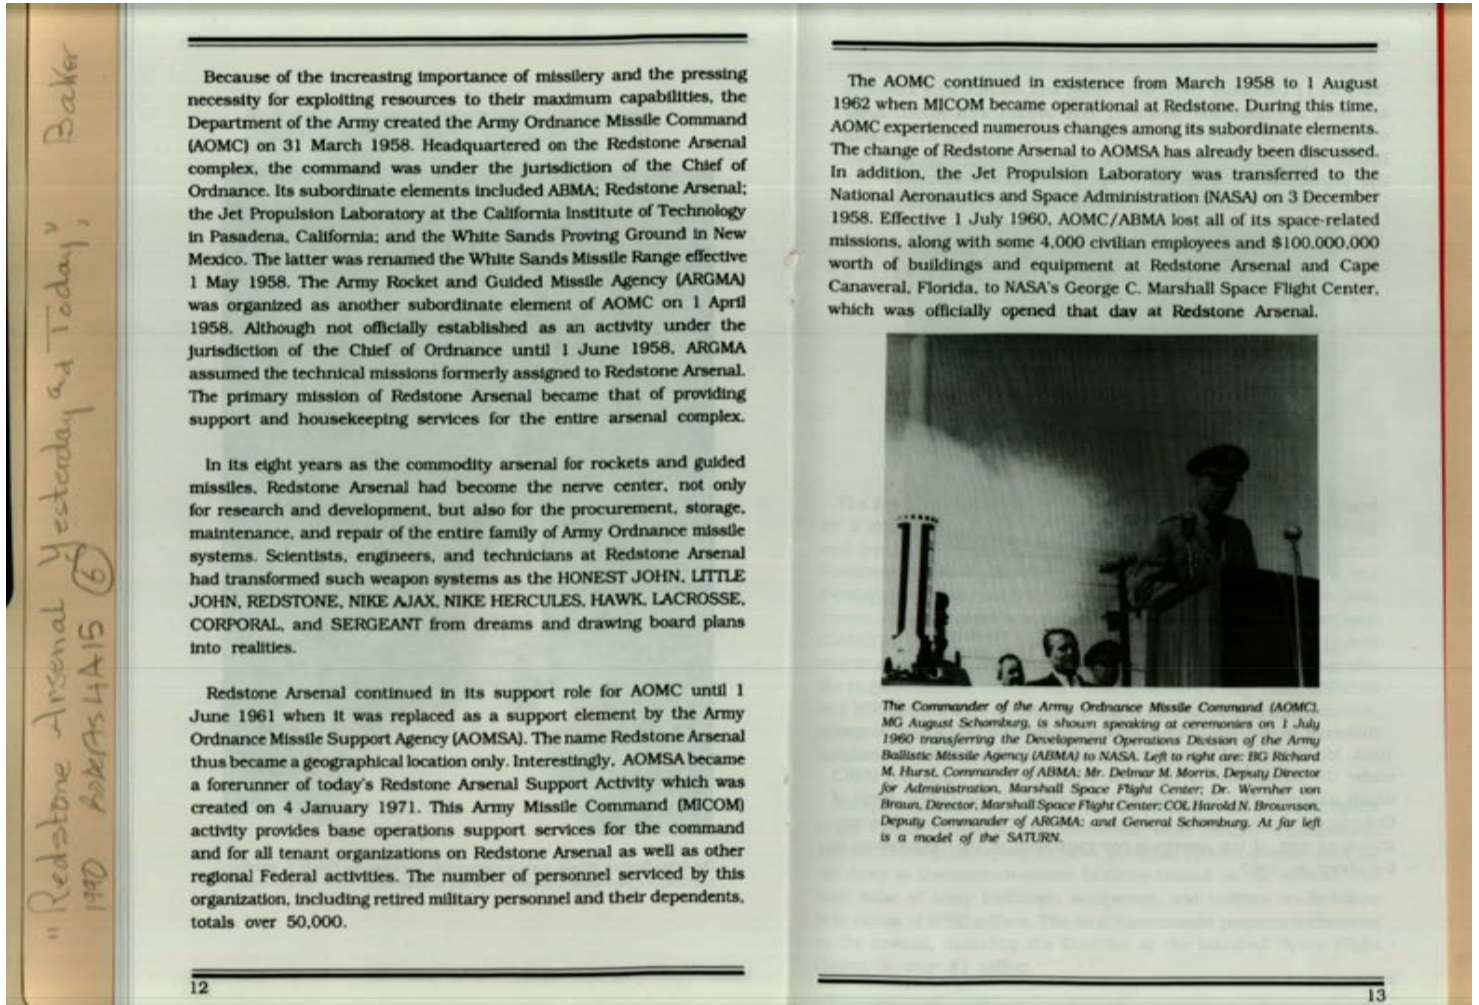 "Redstone Arsenal Yesterday and Today", Baker
1990
Because of the increasing importance of missilery and the pressing
necessity for exploiting resources to their maximum capabilities, the
Department of the Army created the Army Ordnance Missile Command
(AOMC) on 31 March 1958. Headquartered on the Redstone Arsenal
complex, the command was under the jurisdiction of the Chief of
Ordnance. Its subordinate elements included ABMA; Redstone Arsenal;
the Jet Propulsion Laboratory at the California Institute of Technology
in Pasadena, California; and the White Sands Proving Ground in New
Mexico. The latter was renamed the White Sands Missile Range effective
1 May 1958. The Army Rocket and Guided Missile Agency (ARGMA)
was organized as another subordinate element of AOMC on 1 April
1958. Although not officially established as an activity under the
jurisdiction of the Chief of Ordnance until 1 June 1958, ARGMA
assumed the technical missions formerly assigned to Redstone Arsenal.
The primary mission of Redstone Arsenal became that of providing
support and housekeeping services for the entire arsenal complex.
In its eight years as the commodity arsenal for rockets and guided
missiles, Redstone Arsenal had become the nerve center, not only
for research and development, but also for the procurement, storage,
maintenance, and repair of the entire family of Army Ordnance missile
systems. Scientists, engineers, and technicians at Redstone Arsenal
had transformed such weapon systems as the HONEST JOHN, LITTLE
JOHN, REDSTONE, NIKE AJAX, NIKE HERCULES, HAWK, LACROSSE,
CORPORAL, and SERGEANT from dreams and drawing board plans
into realities.
Redstone Arsenal continued in its support role for AOMC until 1
June 1961 when it was replaced as a support element by the Army
Ordnance Missile Support Agency (AOMSA). The name Redstone Arsenal
thus became a geographical location only. Interestingly, AOMSA became
a forerunner of today's Redstone Arsenal Support Activity which was
created on 4 January 1971. This Army Missile Command (MICOM)
activity provides base operations support services for the command
and for all tenant organizations on Redstone Arsenal as well as other
regional Federal activities. The number of personnel serviced by this
organization, including retired military personnel and their dependents,
totals over 50,000.
12
The AOMC continued in existence from March 1958 to 1 August
1962 when MICOM became operational at Redstone. During this time,
AOMC experienced numerous changes among its subordinate elements.
The change of Redstone Arsenal to AOMSA has already been discussed.
In addition, the Jet Propulsion Laboratory was transferred to the
National Aeronautics and Space Administration (NASA) on 3 December
1958. Effective 1 July 1960, AOMC/ABMA lost all of its space-related
missions, along with some 4,000 civilian employees and $100,000,000
worth of buildings and equipment at Redstone Arsenal and Cape
Canaveral, Florida, to NASA's George C. Marshall Space Flight Center,
which was officially opened that day at Redstone Arsenal.
The Commander of the Army Ordnance Missile Command (AOMC),
MG August Schomburg, is shown speaking at ceremonies on 1 July
1960 transferring the Development Operations Division of the Army
Ballistic Missile Agency (ABMA) to NASA. Left to right are: BG Richard
M. Hurst, Commander of ABMA; Mr. Delmar M. Morris, Deputy Director
for Administration, Marshall Space Flight Center; Dr. Wernher von
Braun, Director, Marshall Space Flight Center; COL Harold N. Brownson,
Deputy Commander of ARGMA; and General Schomburg. At far left
is a model of the SATURN.
13